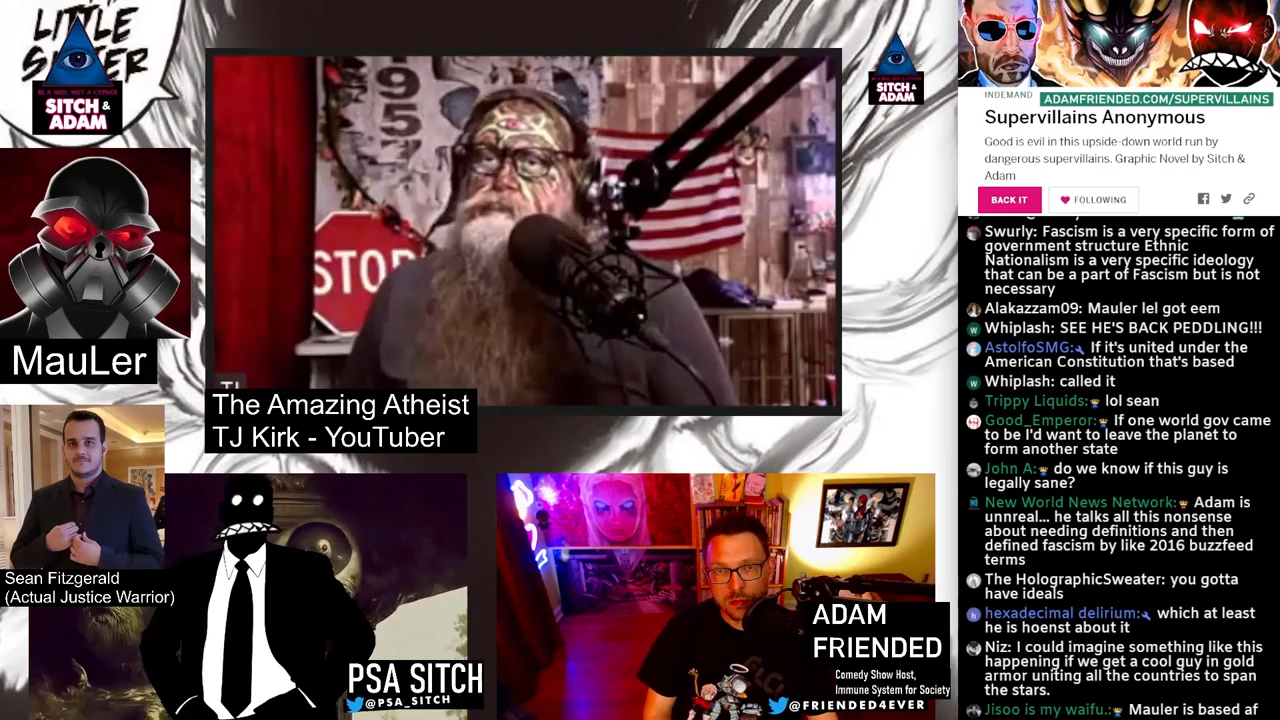 LITTLE
BE A NEO, NOT A CYPHER
SITCH &
ADAM
MauLer
Sean Fitzgerald
(Actual Justice Warrior)
1957
STOP
The Amazing Atheist
TJ Kirk - YouTuber
SITCH &
ADAM
PSA SITCH
@PSA_SITCH
ADAM
FRIENDED
Comedy Show Host,
Immune System for Society
@FRIENDED4EVER
INDEMAND
ADAMFRIENDED.COM/SUPERVILLAINS
Supervillains Anonymous
Good is evil in this upside-down world run by
dangerous supervillains. Graphic Novel by Sitch &
Adam
BACK IT
FOLLOWING
Swurly: Fascism is a very specific form of
government structure Ethnic
Nationalism is a very specific ideology
that can be a part of Fascism but is not
necessary
Alakazzam09: Mauler lel got eem
Whiplash: SEE HE'S BACK PEDDLING!!!
AstolfoSMG: If it's united under the
American Constitution that's based
Whiplash: called it
Trippy Liquids: lol sean
Good_Emperor: If one world gov came
to be I'd want to leave the planet to
form another state
John A: do we know if this guy is
legally sane?
New World News Network: Adam is
unreal... he talks all this nonsense
about needing definitions and then
defined fascism by like 2016 buzzfeed
terms
The HolographicSweater: you gotta
have ideals
hexadecimal delirium: which at least
he is hoenst about it
Niz: I could imagine something like this
happening if we get a cool guy in gold
armor uniting all the countries to span
the stars.
Jisoo is my waifu.: Mauler is based af